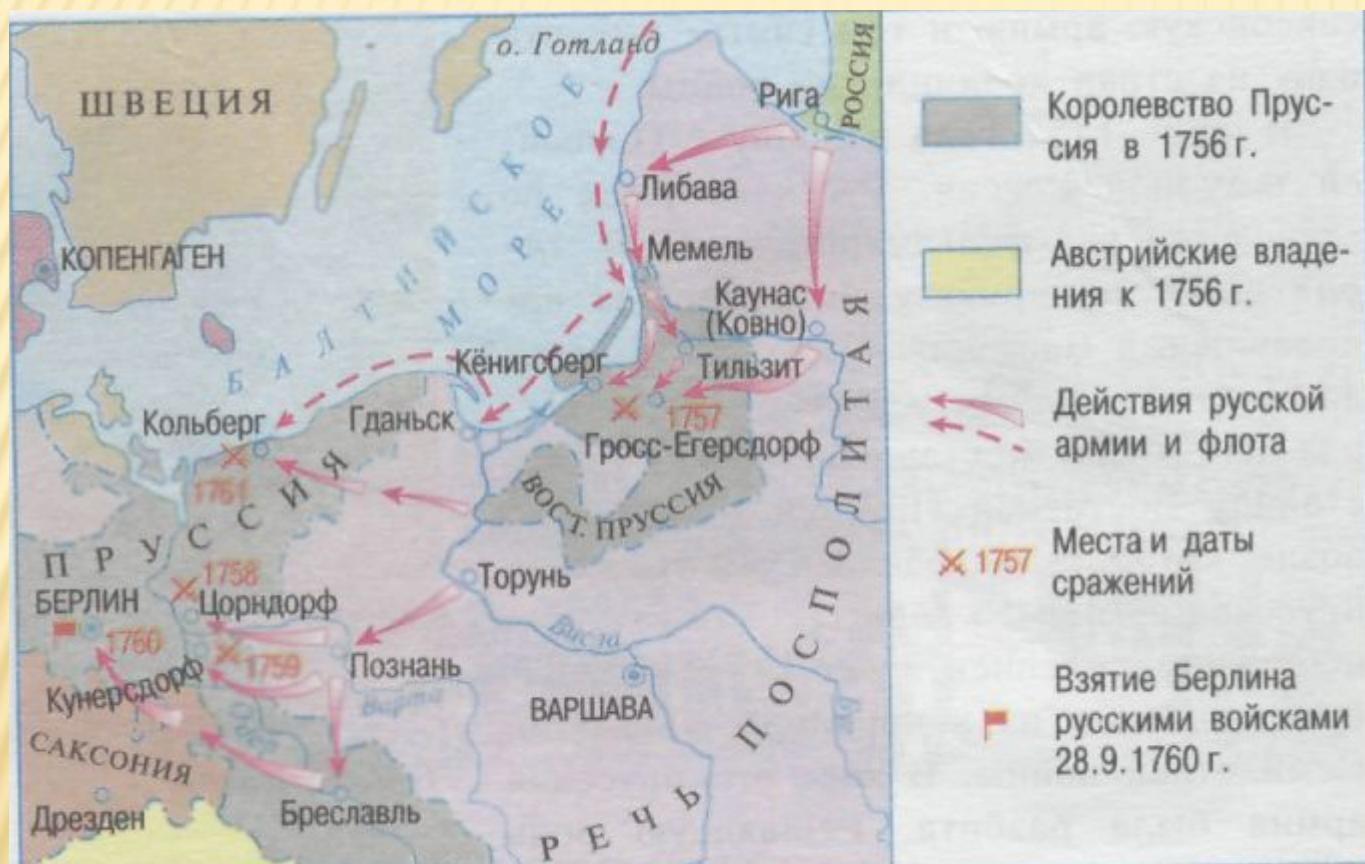 о. Готланд
ШВЕЦИЯ
РОССИЯ
Рига
Либава
БАЛТИЙСКОЕ
МОРЕ
КОПЕНГАГЕН
Мемель
Каунас
(Ковно)
Кёнигсберг
Тильзит
Кольберг
Гданьск
1757
Гросс-Егерсдорф
1761
ВОСТ. ПРУССИЯ
ПРУССИЯ
РЕЧЬ ПОСПОЛИТАЯ
1758
Цорндорф
Торунь
БЕРЛИН
1760
1759
Кунерсдорф
Познань
Висла
Варта
Одер
ВАРШАВА
САКСОНИЯ
Дрезден
Бреславль
Королевство Прус-
сия в 1756 г.
Австрийские владе-
ния к 1756 г.
Действия русской
армии и флота
1757
Места и даты
сражений
Взятие Берлина
русскими войсками
28.9.1760 г.